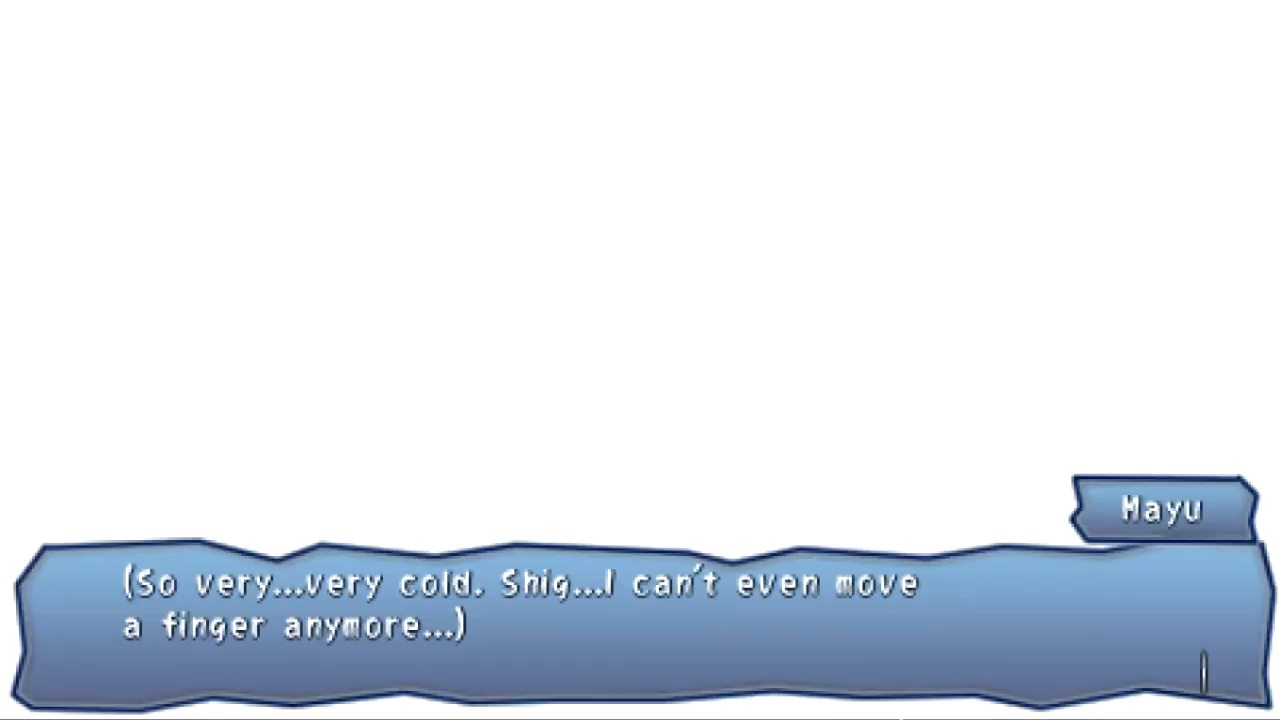 Mayu
(So very...very cold. Shig...I can't even move
a finger anymore...)